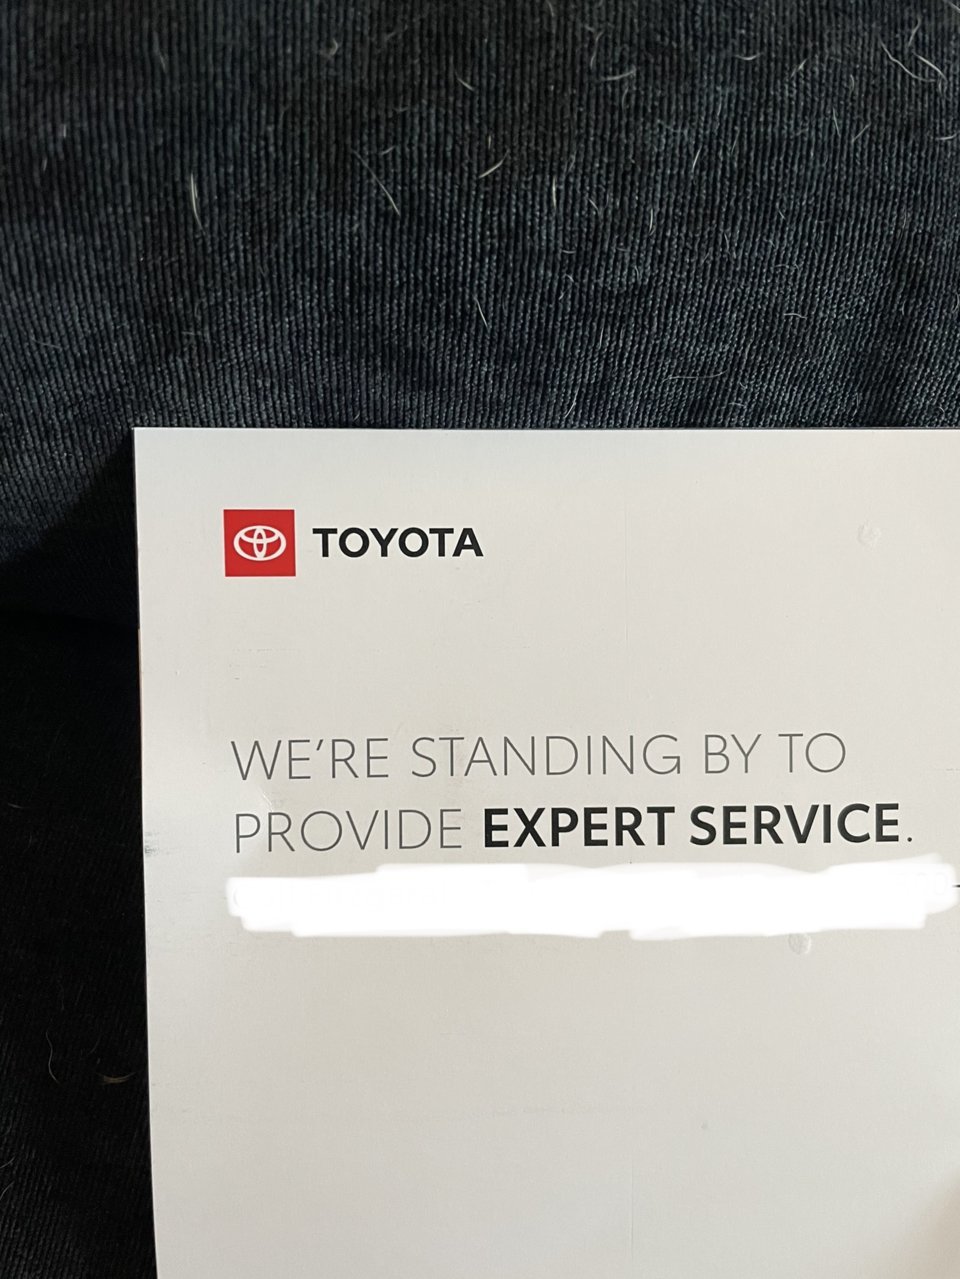 TOYOTA
WE'RE STANDING BY TO
PROVIDE EXPERT SERVICE.